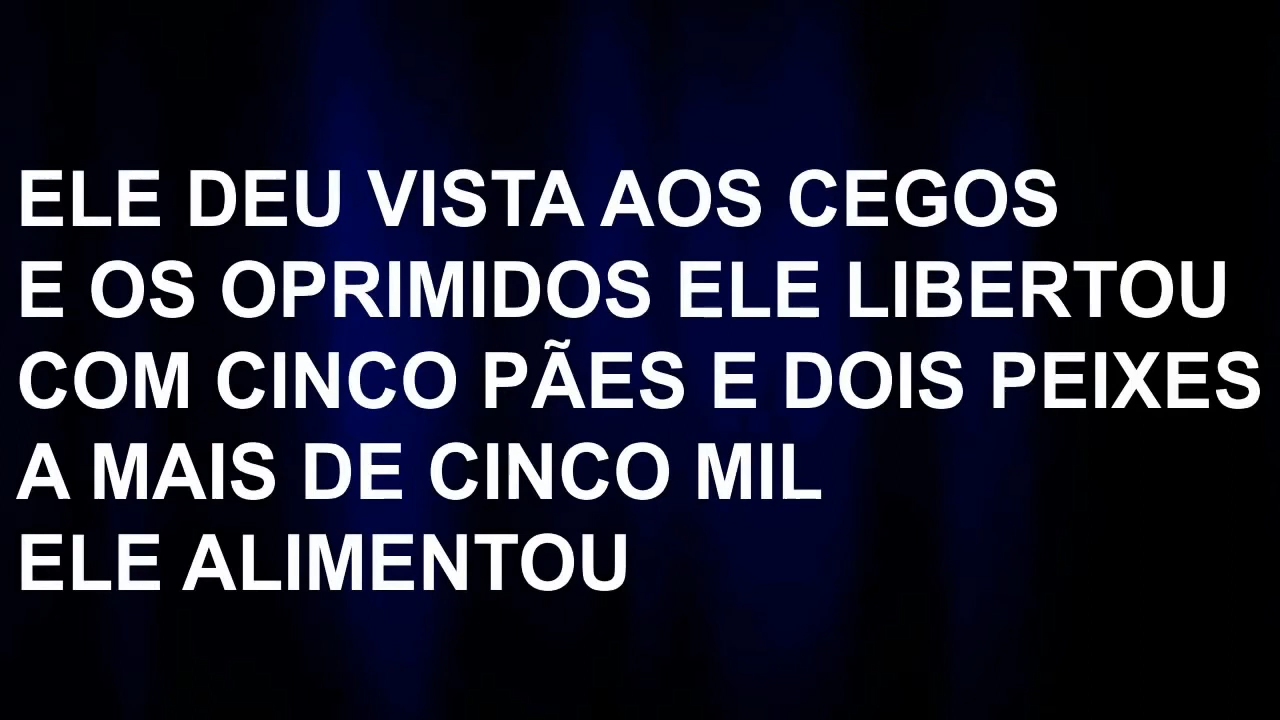 ELE DEU VISTA AOS CEGOS
E OS OPRIMIDOS ELE LIBERTOU
COM CINCO PÃES E DOIS PEIXES
A MAIS DE CINCO MIL
ELE ALIMENTOU